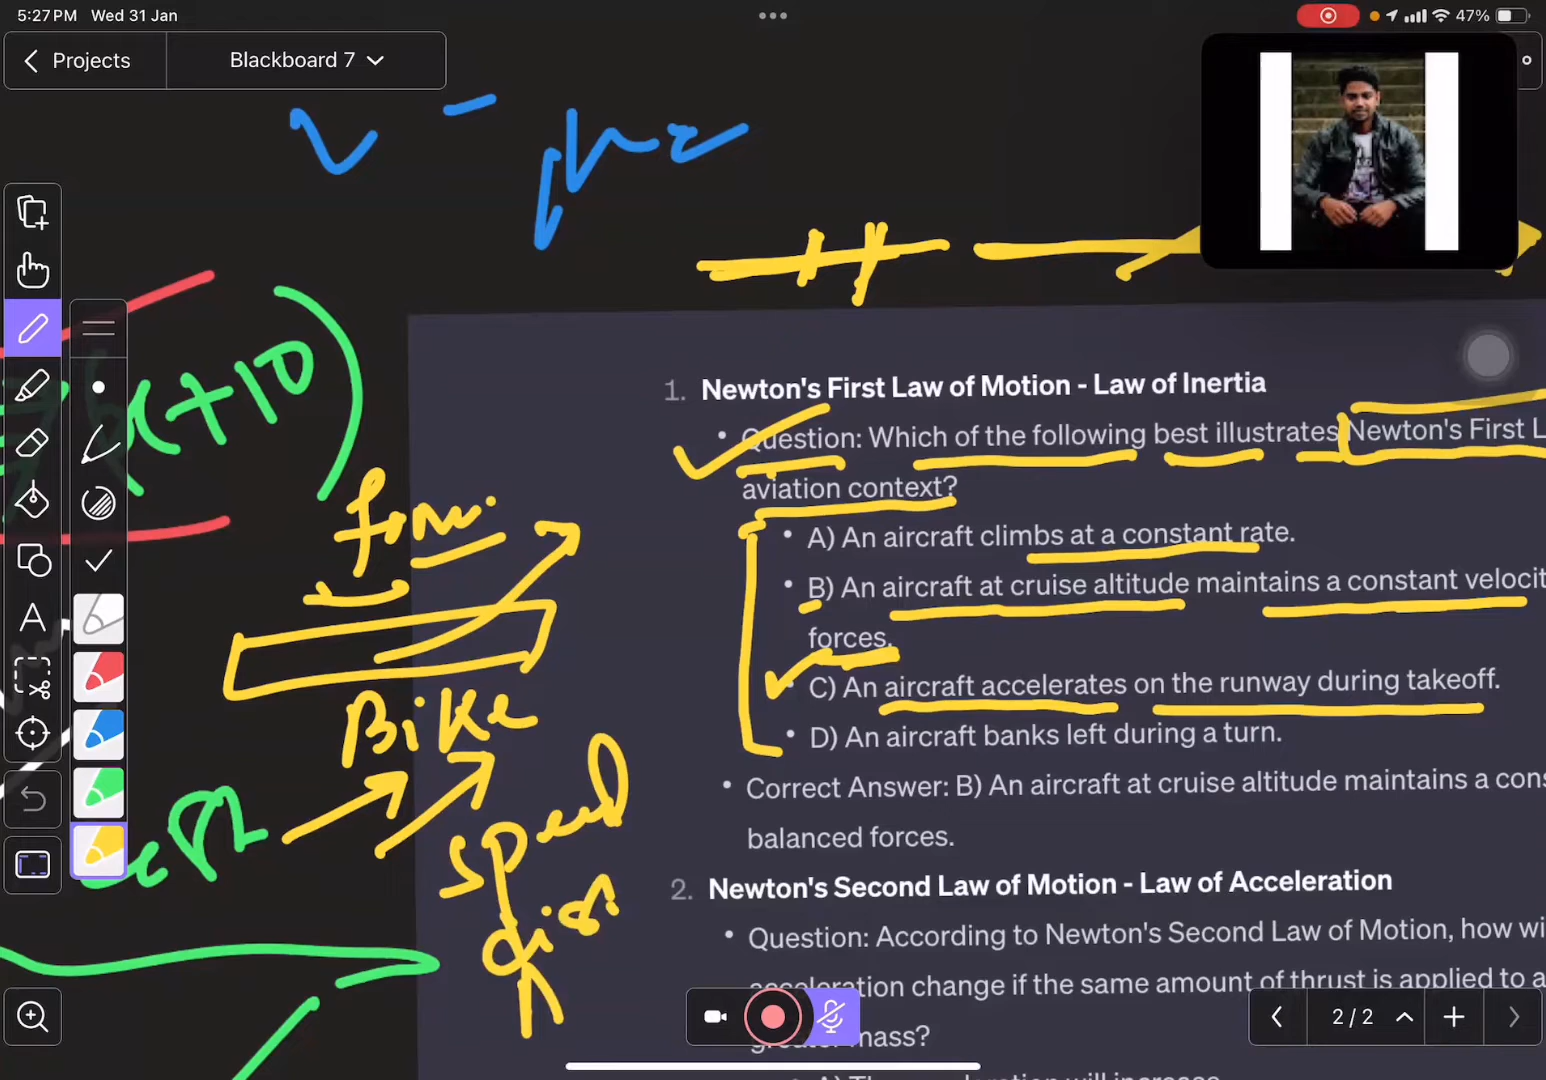 5:27 PM Wed 31 Jan
47%
Projects
Blackboard 7
x+10)
1. Newton's First Law of Motion - Law of Inertia
• Question: Which of the following best illustrates Newton's First L
aviation context?
• A) An aircraft climbs at a constant rate.
• B) An aircraft at cruise altitude maintains a constant velocit
forces.
• C) An aircraft accelerates on the runway during takeoff.
• D) An aircraft banks left during a turn.
• Correct Answer: B) An aircraft at cruise altitude maintains a cons
balanced forces.
Bike
speed
2. Newton's Second Law of Motion - Law of Acceleration
• Question: According to Newton's Second Law of Motion, how wi
acceleration change if the same amount of thrust is applied to a
greater mass?
A
2 / 2